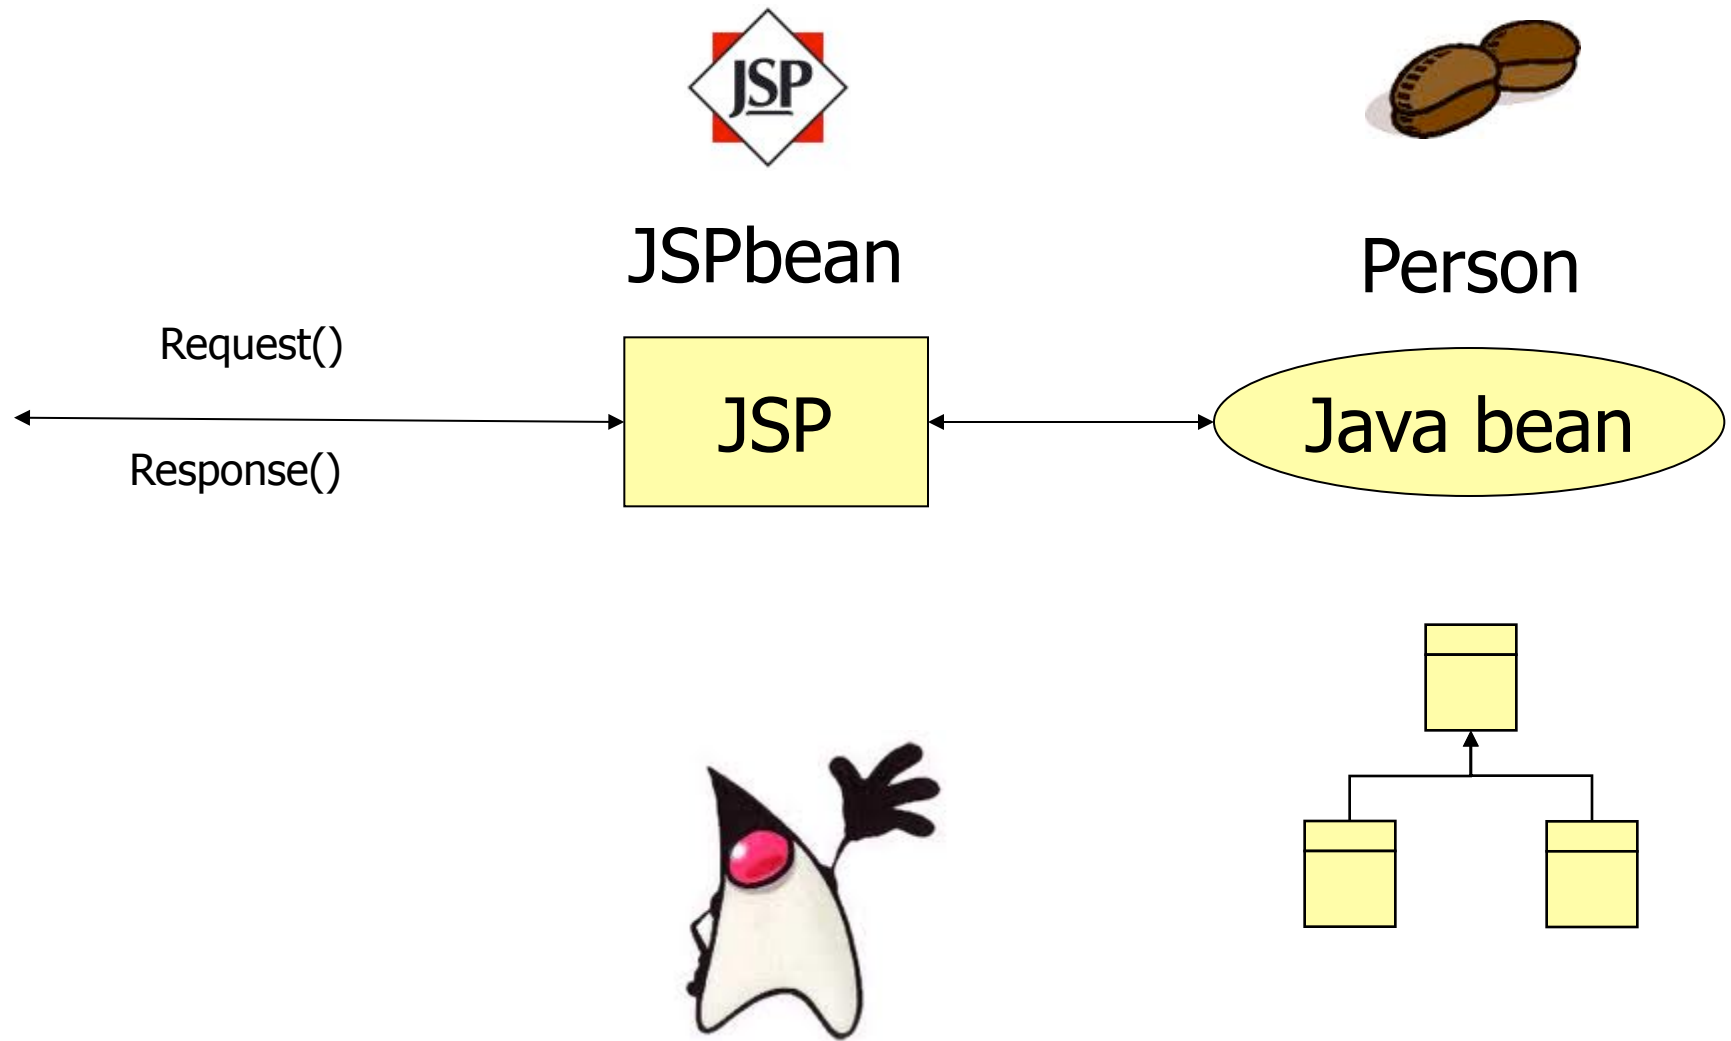 JSP
JSPbean
Person
Request()
JSP
Java bean
Response()